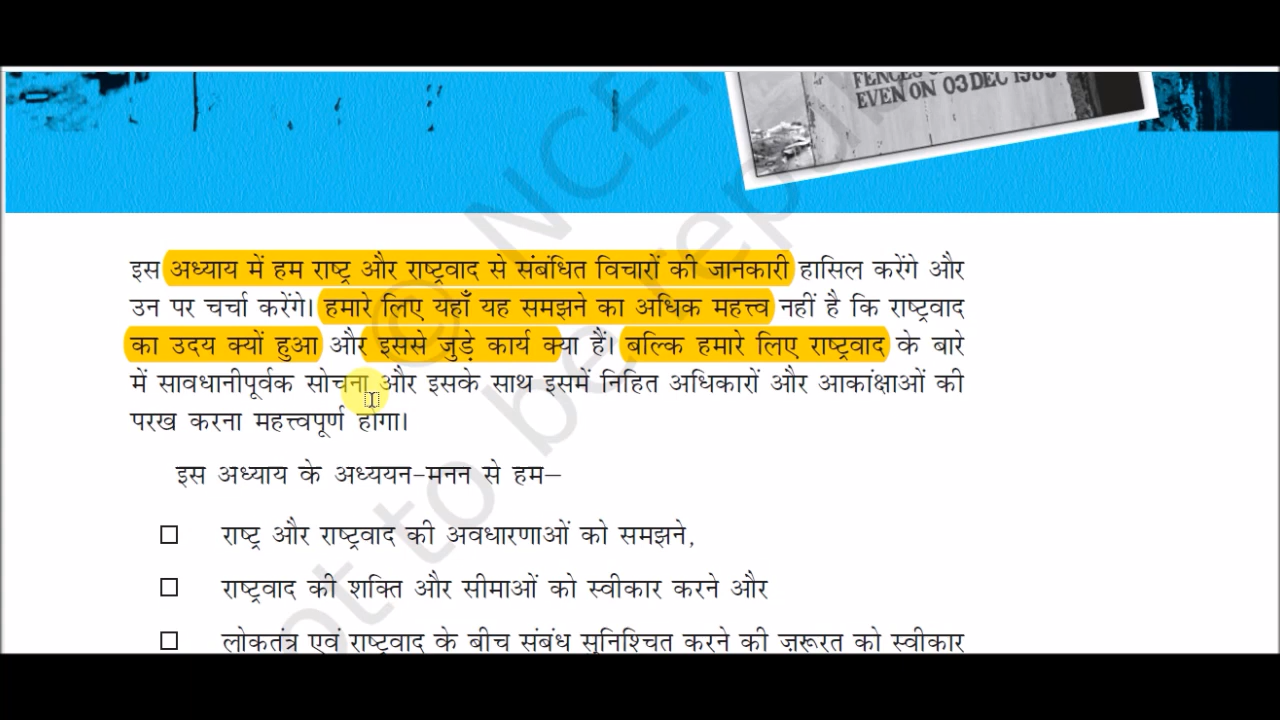 EVEN ON 03 DEC
© NCE
इस अध्याय में हम राष्ट्र और राष्ट्रवाद से संबंधित विचारों की जानकारी हासिल करेंगे और
उन पर चर्चा करेंगे। हमारे लिए यहाँ यह समझने का अधिक महत्त्व नहीं है कि राष्ट्रवाद
का उदय क्यों हुआ और इससे जुड़े कार्य क्या हैं। बल्कि हमारे लिए राष्ट्रवाद के बारे
में सावधानीपूर्वक सोचना और इसके साथ इसमें निहित अधिकारों और आकांक्षाओं की
परख करना महत्त्वपूर्ण होगा।
इस अध्याय के अध्ययन-मनन से हम–
□ राष्ट्र और राष्ट्रवाद की अवधारणाओं को समझने,
□ राष्ट्रवाद की शक्ति और सीमाओं को स्वीकार करने और
□ लोकतंत्र एवं राष्ट्रवाद के बीच संबंध सुनिश्चित करने की ज़रूरत को स्वीकार